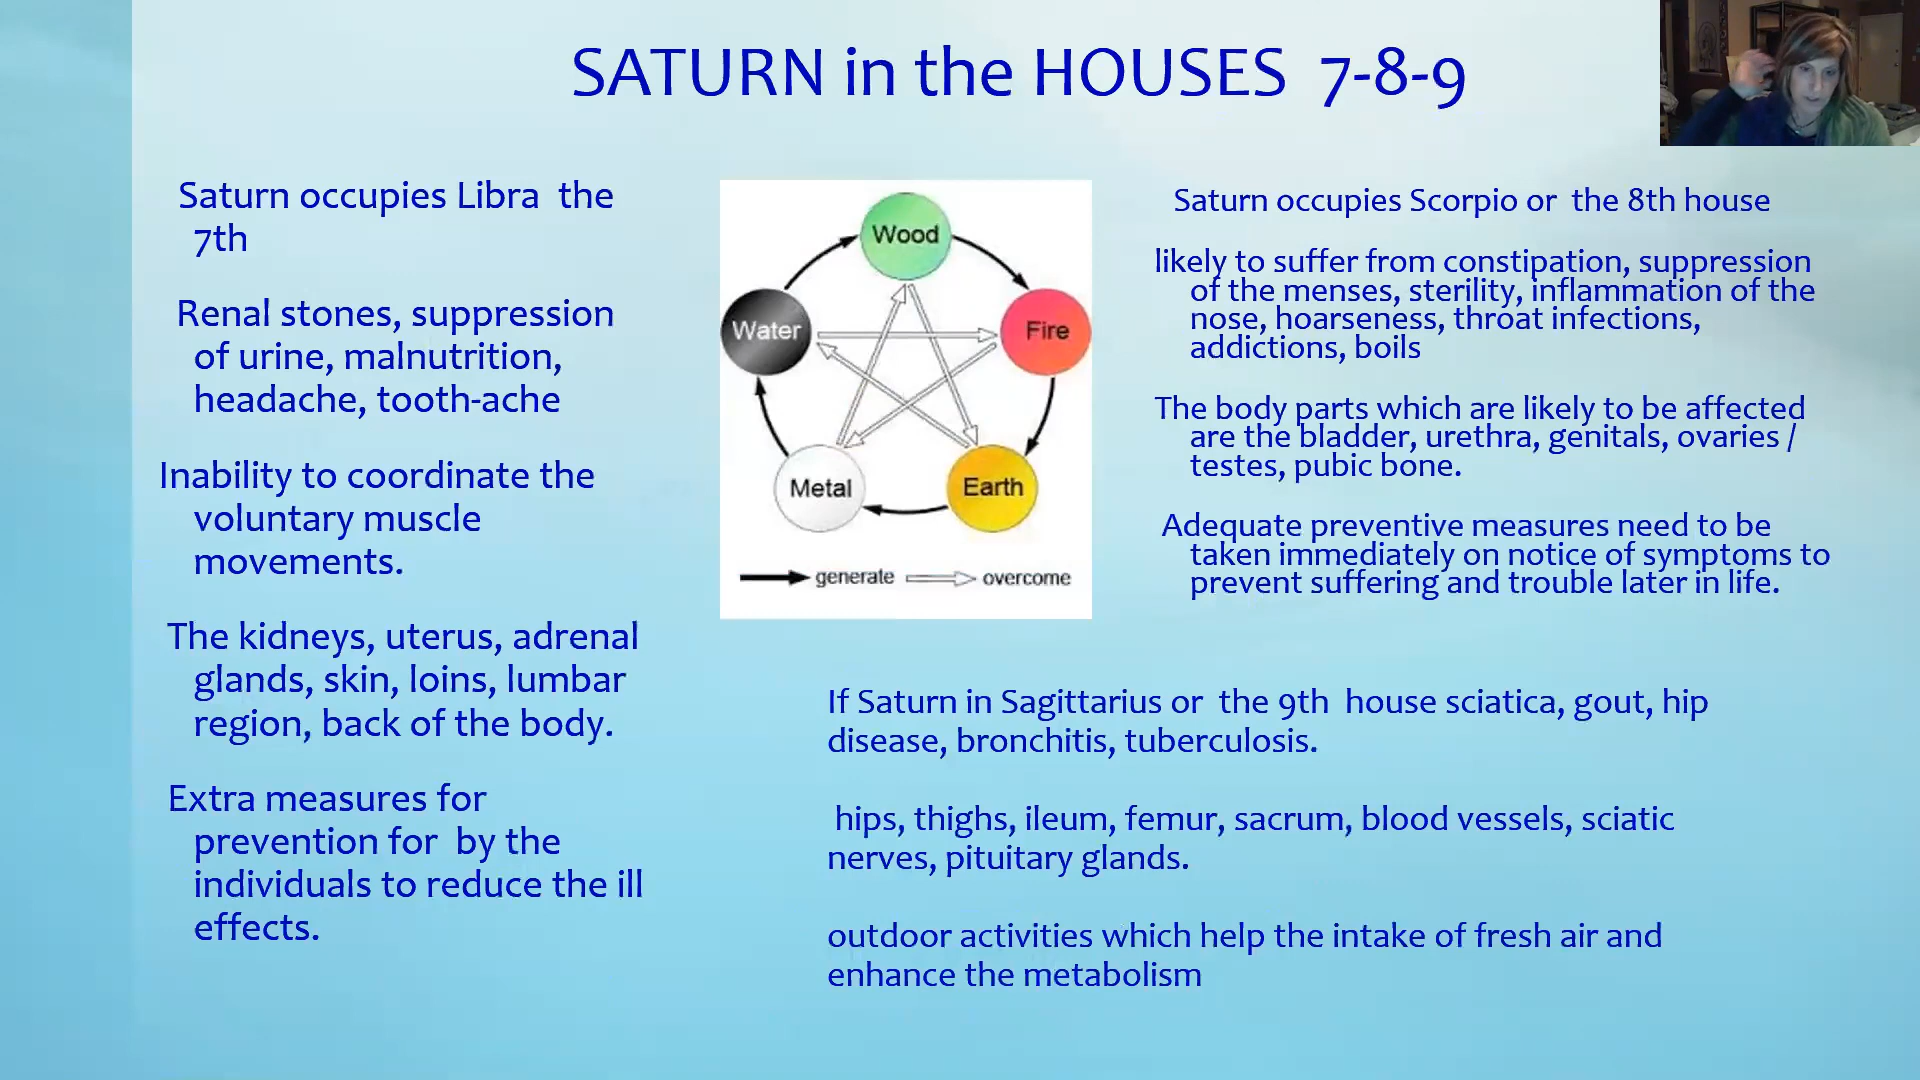 SATURN in the HOUSES 7-8-9
Saturn occupies Libra the
7th
Renal stones, suppression
of urine, malnutrition,
headache, tooth-ache
Inability to coordinate the
voluntary muscle
movements.
The kidneys, uterus, adrenal
glands, skin, loins, lumbar
region, back of the body.
Extra measures for
prevention for by the
individuals to reduce the ill
effects.
Wood
Water
Fire
Metal
Earth
generate
overcome
Saturn occupies Scorpio or the 8th house
likely to suffer from constipation, suppression
of the menses, sterility, inflammation of the
nose, hoarseness, throat infections,
addictions, boils
The body parts which are likely to be affected
are the bladder, urethra, genitals, ovaries /
testes, pubic bone.
Adequate preventive measures need to be
taken immediately on notice of symptoms to
prevent suffering and trouble later in life.
If Saturn in Sagittarius or the 9th house sciatica, gout, hip
disease, bronchitis, tuberculosis.
hips, thighs, ileum, femur, sacrum, blood vessels, sciatic
nerves, pituitary glands.
outdoor activities which help the intake of fresh air and
enhance the metabolism